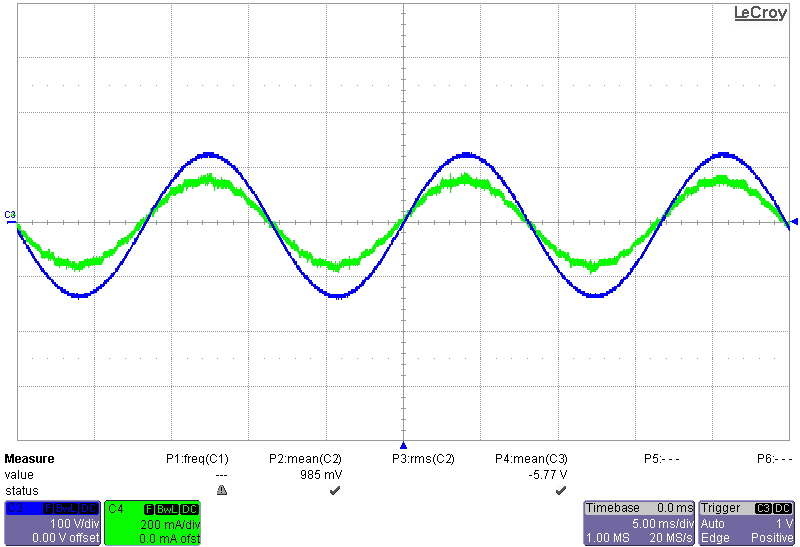 LeCroy
C3
Measure P1:freq(C1) P2:mean(C2) P3:rms(C2) P4:mean(C3) P5:- - - P6:- - -
value --- 985 mV -5.77 V
status
C3 F BwL DC C4 F BwL DC Timebase 0.0 ms Trigger C3 DC
100 V/div 200 mA/div 5.00 ms/div Auto 1 V
0.00 V offset 0.0 mA ofst 1.00 MS 20 MS/s Edge Positive